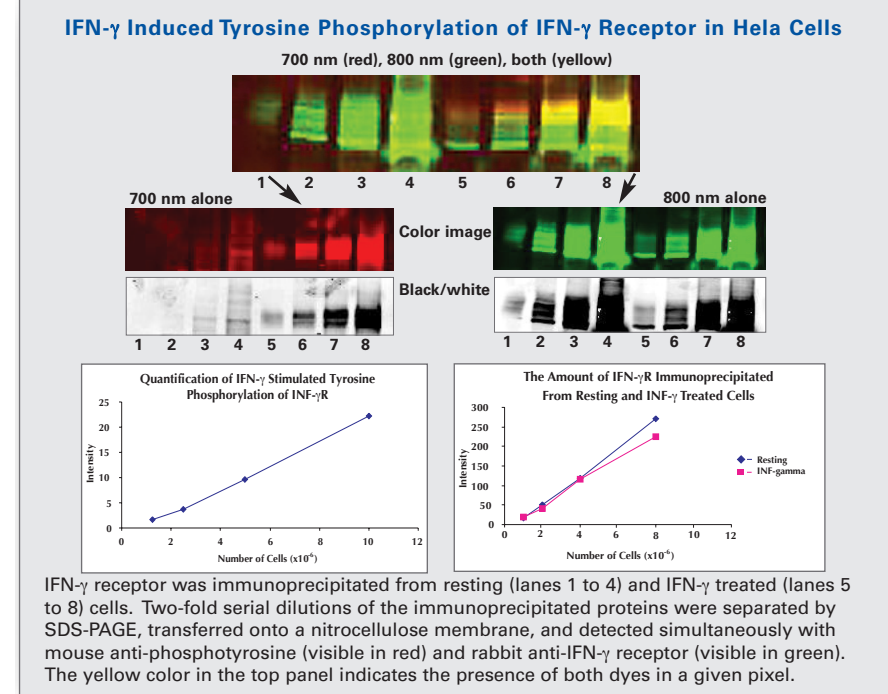 IFN-γ Induced Tyrosine Phosphorylation of IFN-γ Receptor in Hela Cells
700 nm (red), 800 nm (green), both (yellow)
1 2 3 4 5 6 7 8
700 nm alone
800 nm alone
Color image
Black/white
1 2 3 4 5 6 7 8
1 2 3 4 5 6 7 8
Quantification of IFN-γ Stimulated Tyrosine
Phosphorylation of INF-γR
25
20
15
10
5
0
Intensity
0 2 4 6 8 10 12
Number of Cells (x10⁻⁶)
The Amount of IFN-γR Immunoprecipitated
From Resting and INF-γ Treated Cells
300
250
200
150
100
50
0
Intensity
0 2 4 6 8 10 12
Number of Cells (x10⁻⁶)
Resting
INF-gamma
IFN-γ receptor was immunoprecipitated from resting (lanes 1 to 4) and IFN-γ treated (lanes 5
to 8) cells. Two-fold serial dilutions of the immunoprecipitated proteins were separated by
SDS-PAGE, transferred onto a nitrocellulose membrane, and detected simultaneously with
mouse anti-phosphotyrosine (visible in red) and rabbit anti-IFN-γ receptor (visible in green).
The yellow color in the top panel indicates the presence of both dyes in a given pixel.